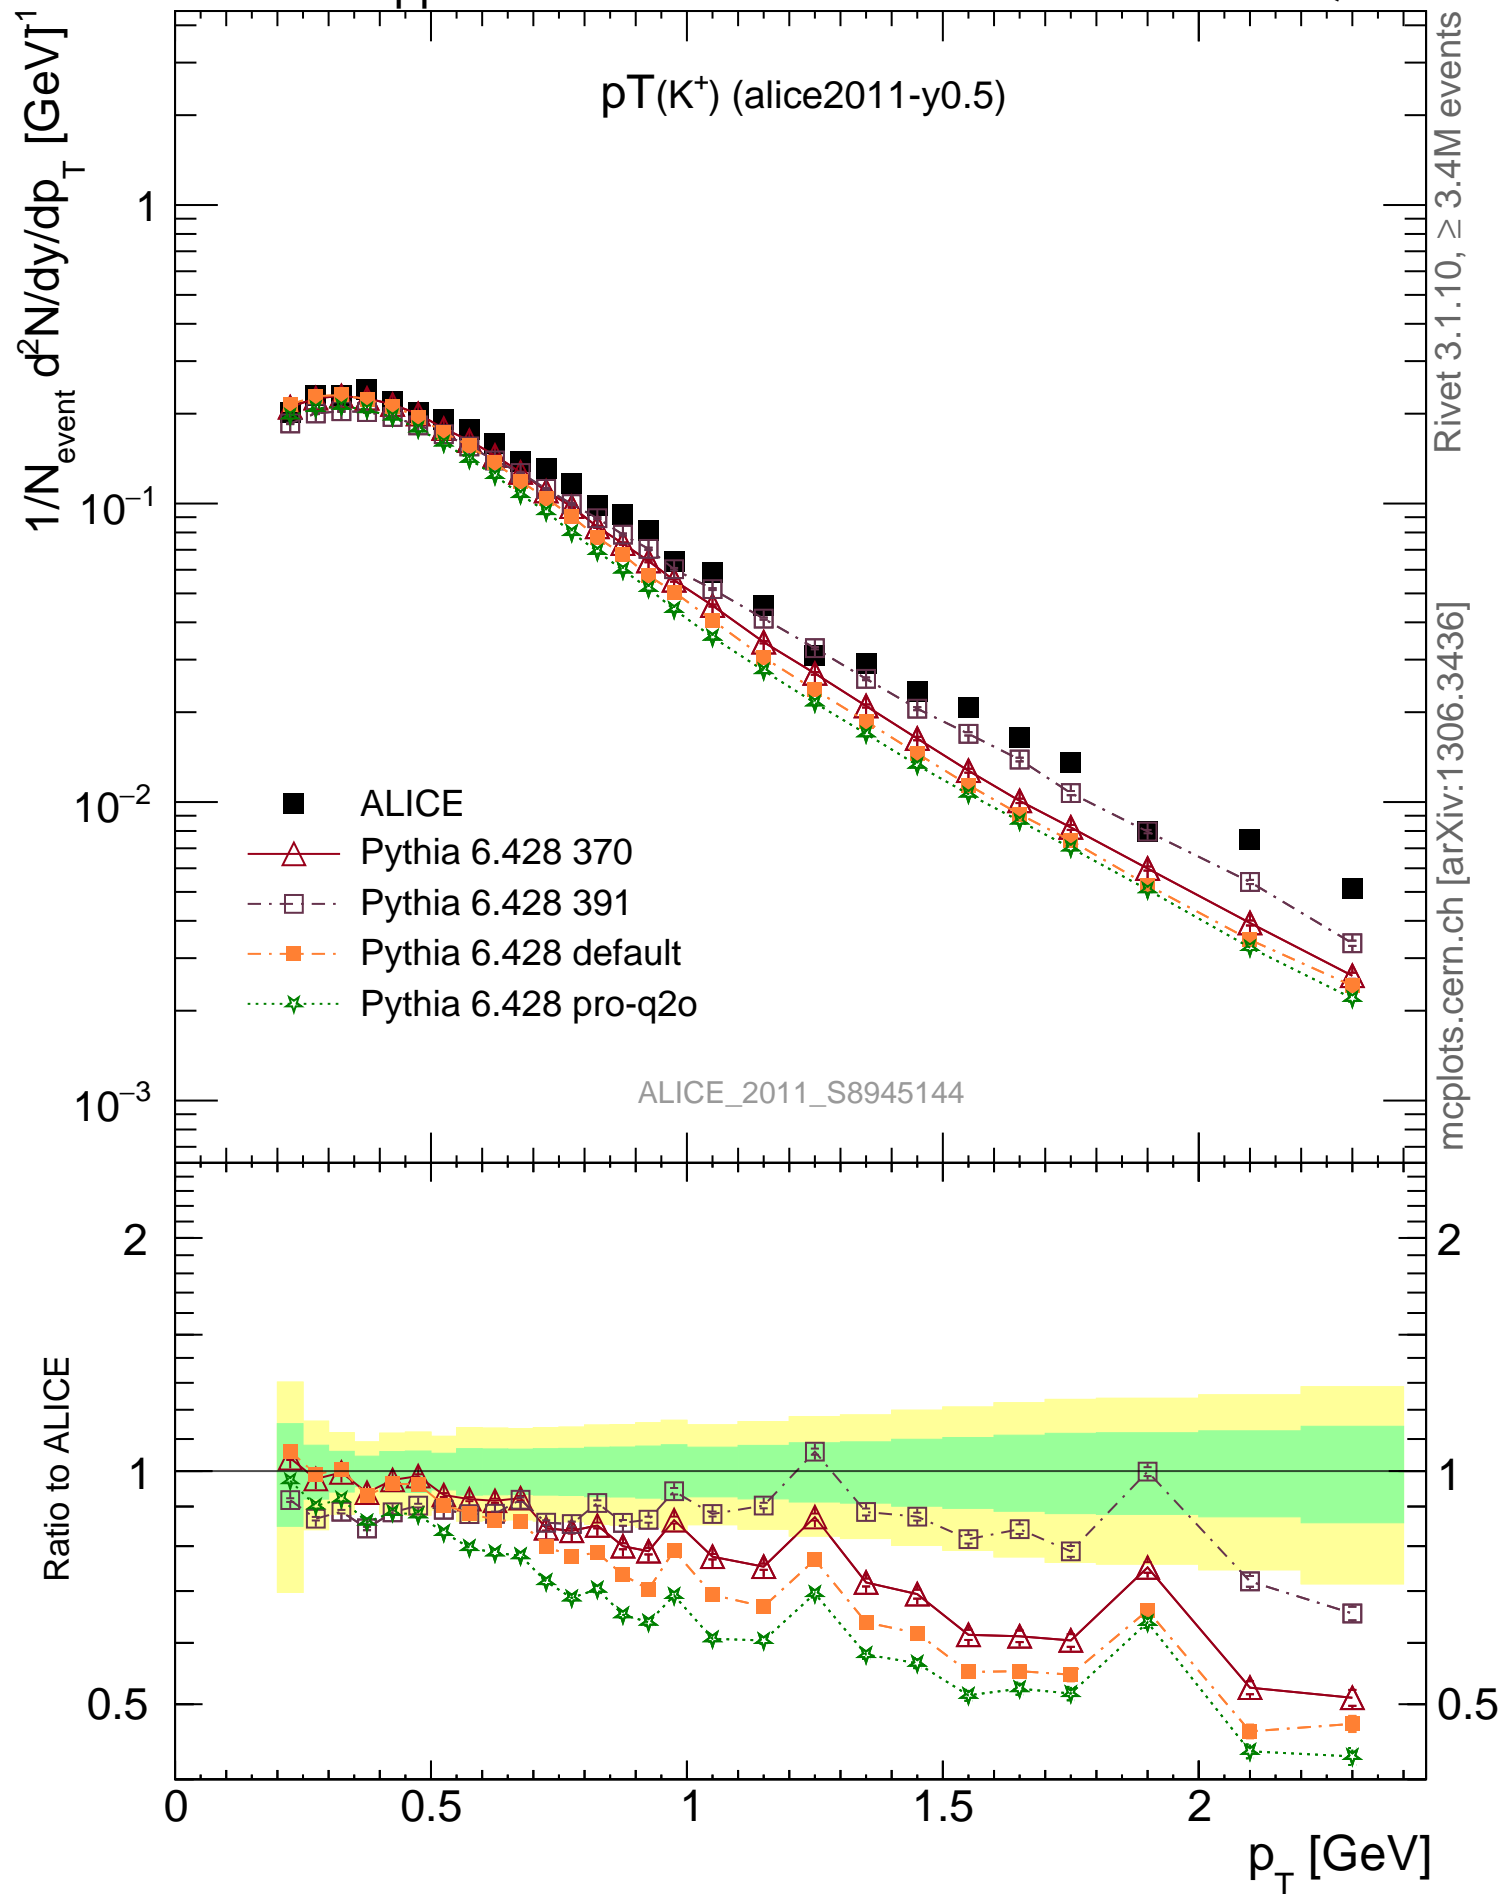 pT(K⁺) (alice2011-y0.5)
1/N_event d²N/dy/dp_T [GeV]⁻¹
1
10⁻¹
10⁻²
10⁻³
ALICE
Pythia 6.428 370
Pythia 6.428 391
Pythia 6.428 default
Pythia 6.428 pro-q2o
ALICE_2011_S8945144
Rivet 3.1.10, ≥ 3.4M events
mcplots.cern.ch [arXiv:1306.3436]
Ratio to ALICE
2
1
0.5
2
1
0.5
0
0.5
1
1.5
2
p_T [GeV]